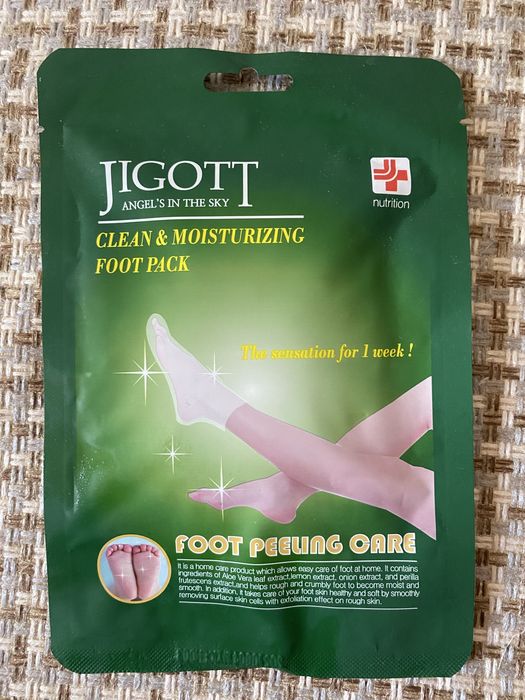 JIGOTT
ANGEL'S IN THE SKY
nutrition
CLEAN & MOISTURIZING
FOOT PACK
The sensation for 1 week !
FOOT PEELING CARE
It is a home care product which allows easy care of foot at home. It contains
ingredients of Aloe Vera leaf extract,lemon extract, onion extract, and perilla
frutescens extract,and helps rough and crumbly foot to become moist and
smooth. In addition, it takes care of your foot skin healthy and soft by smoothly
removing surface skin cells with exfoliation effect on rough skin.